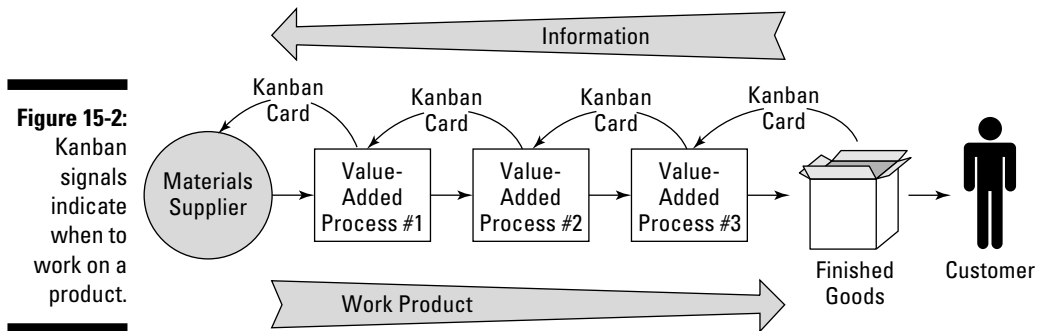 Information
Kanban
Card
Kanban
Card
Kanban
Card
Kanban
Card
Figure 15-2:
Kanban
signals
indicate
when to
work on a
product.
Materials
Supplier
Value-
Added
Process #1
Value-
Added
Process #2
Value-
Added
Process #3
Finished
Goods
Customer
Work Product